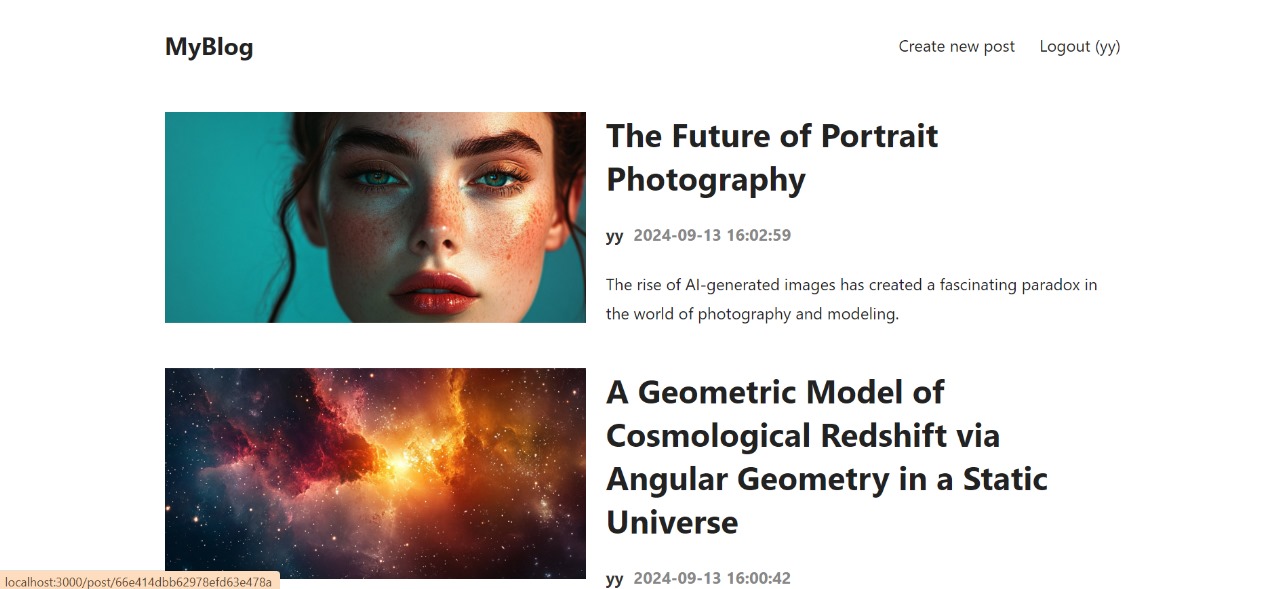 MyBlog
Create new post
Logout (yy)
The Future of Portrait
Photography
yy 2024-09-13 16:02:59
The rise of AI-generated images has created a fascinating paradox in
the world of photography and modeling.
A Geometric Model of
Cosmological Redshift via
Angular Geometry in a Static
Universe
yy 2024-09-13 16:00:42
localhost:3000/post/66e414dbb62978efd63e478a